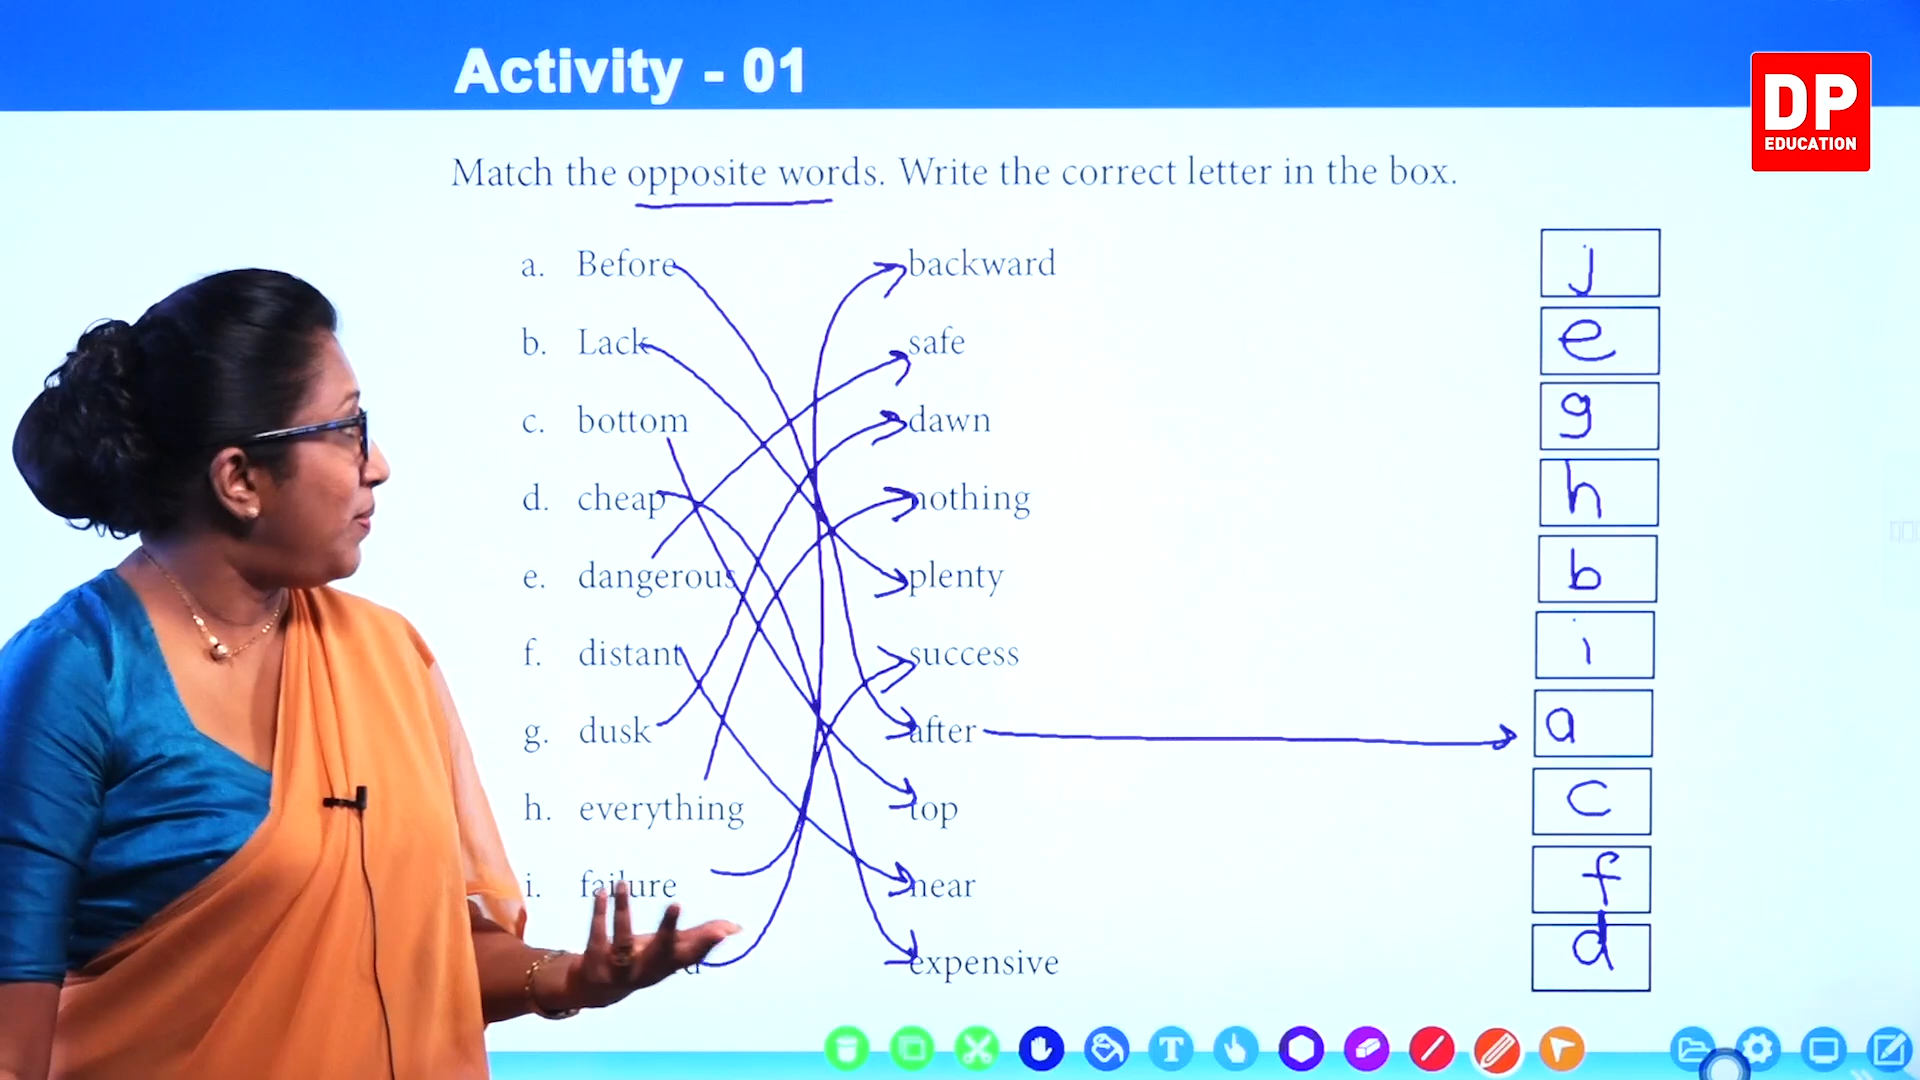 Activity - 01
DP
EDUCATION
Match the opposite words. Write the correct letter in the box.
a. Before backward j
b. Lack safe e
c. bottom dawn g
d. cheap nothing h
e. dangerous plenty b
f. distant success i
g. dusk after a
h. everything top c
i. failure near f
expensive d
T